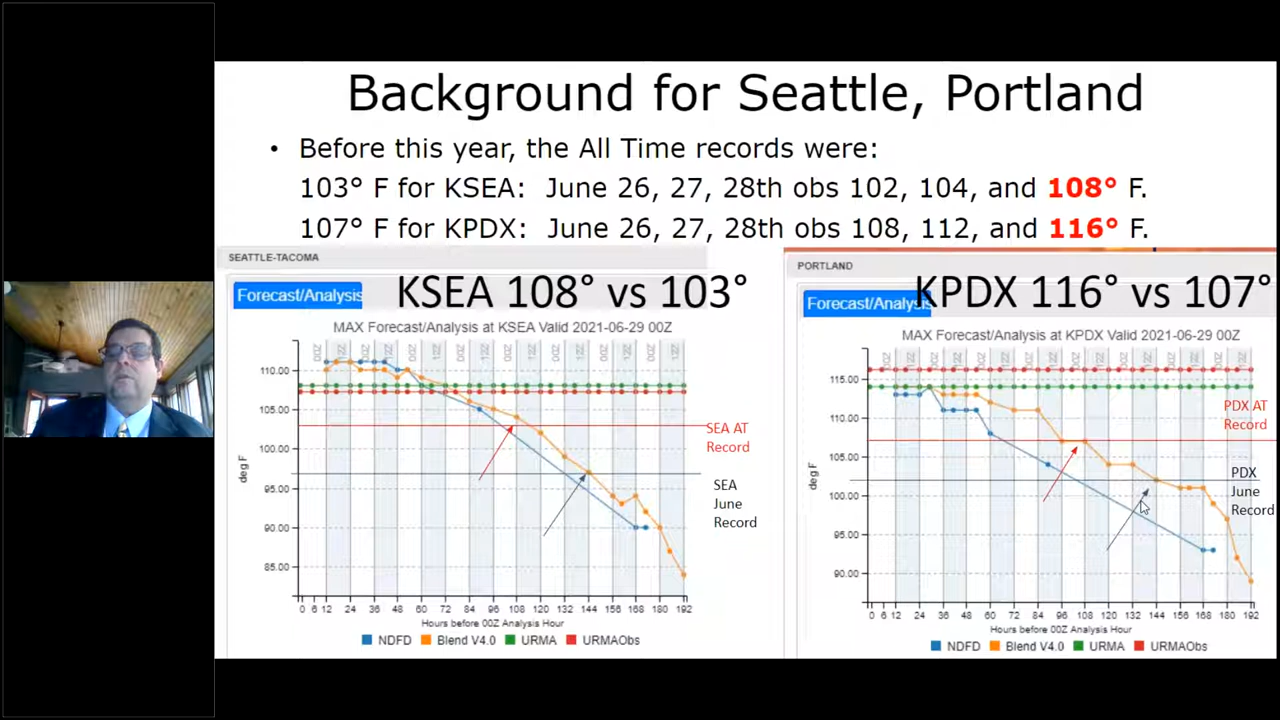 Background for Seattle, Portland
• Before this year, the All Time records were:
103° F for KSEA: June 26, 27, 28th obs 102, 104, and 108° F.
107° F for KPDX: June 26, 27, 28th obs 108, 112, and 116° F.
SEATTLE-TACOMA
Forecast/Analysis
KSEA 108° vs 103°
MAX Forecast/Analysis at KSEA Valid 2021-06-29 00Z
110.00
105.00
100.00
95.00
90.00
85.00
deg F
SEA AT
Record
SEA
June
Record
0 6 12 24 36 48 60 72 84 96 108 120 132 144 156 168 180 192
Hours before 00Z Analysis Hour
NDFD Blend V4.0 URMA URMAObs
PORTLAND
Forecast/Analysis
KPDX 116° vs 107°
MAX Forecast/Analysis at KPDX Valid 2021-06-29 00Z
115.00
110.00
105.00
100.00
95.00
90.00
deg F
PDX AT
Record
PDX
June
Record
0 6 12 24 36 48 60 72 84 96 108 120 132 144 156 168 180 192
Hours before 00Z Analysis Hour
NDFD Blend V4.0 URMA URMAObs